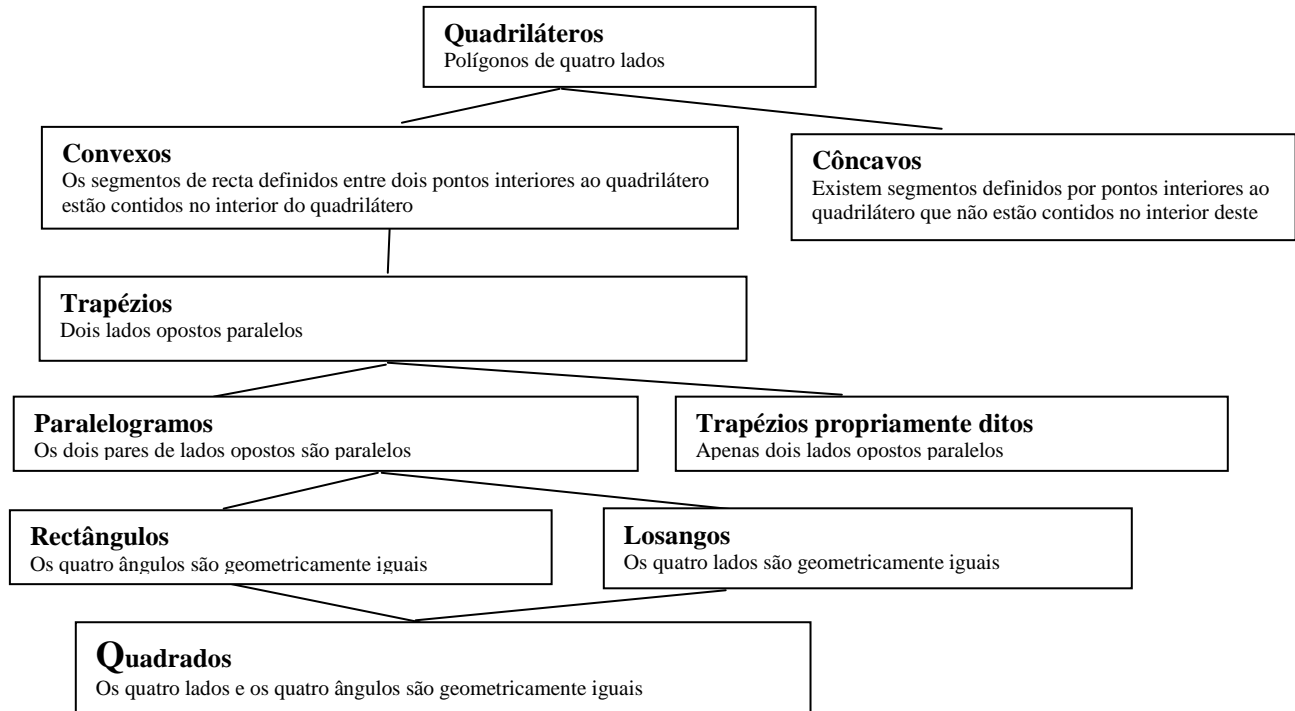 Quadriláteros
Polígonos de quatro lados
Convexos
Os segmentos de recta definidos entre dois pontos interiores ao quadrilátero
estão contidos no interior do quadrilátero
Côncavos
Existem segmentos definidos por pontos interiores ao
quadrilátero que não estão contidos no interior deste
Trapézios
Dois lados opostos paralelos
Paralelogramos
Os dois pares de lados opostos são paralelos
Trapézios propriamente ditos
Apenas dois lados opostos paralelos
Rectângulos
Os quatro ângulos são geometricamente iguais
Losangos
Os quatro lados são geometricamente iguais
Quadrados
Os quatro lados e os quatro ângulos são geometricamente iguais